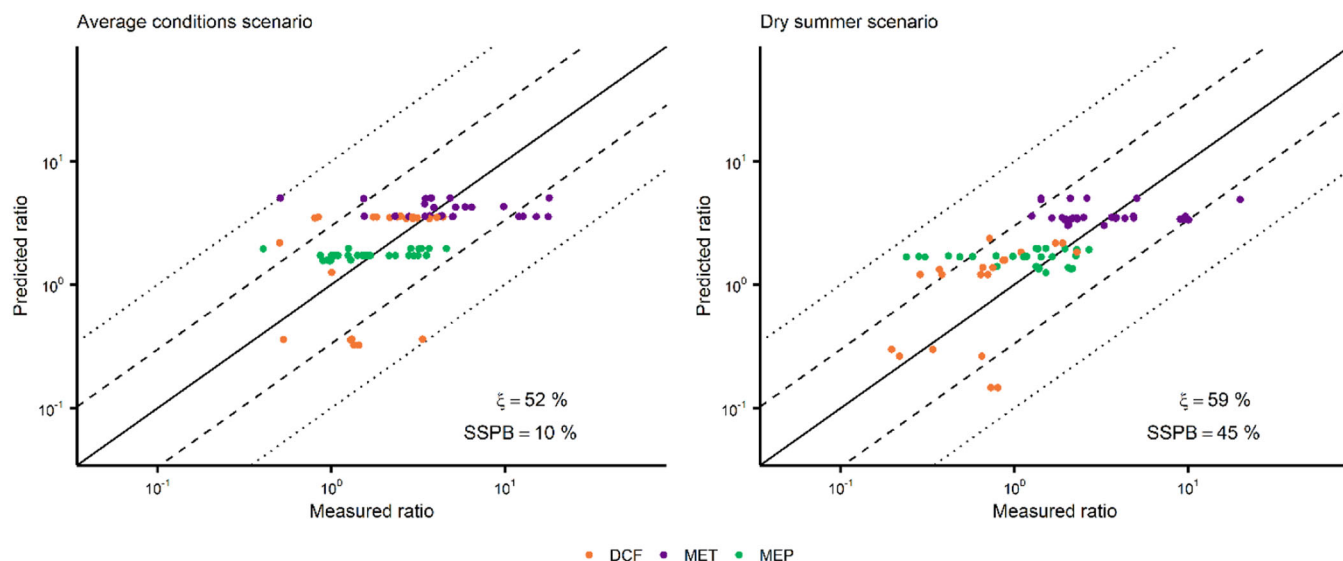 Average conditions scenario
Dry summer scenario
Predicted ratio
10¹
10⁰
10⁻¹
ξ = 52 %
SSPB = 10 %
10⁻¹
10⁰
10¹
Measured ratio
Predicted ratio
10¹
10⁰
10⁻¹
ξ = 59 %
SSPB = 45 %
10⁻¹
10⁰
10¹
Measured ratio
DCF MET MEP